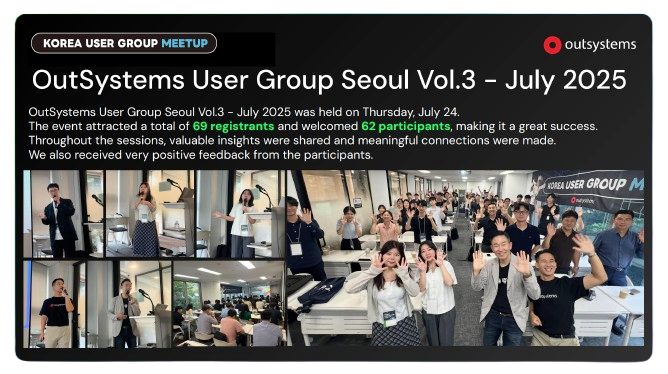 KOREA USER GROUP MEETUP
outsystems
OutSystems User Group Seoul Vol.3 - July 2025
OutSystems User Group Seoul Vol.3 - July 2025 was held on Thursday, July 24.
The event attracted a total of 69 registrants and welcomed 62 participants, making it a great success.
Throughout the sessions, valuable insights were shared and meaningful connections were made.
We also received very positive feedback from the participants.
KOREA USER GROUP M
outsystems